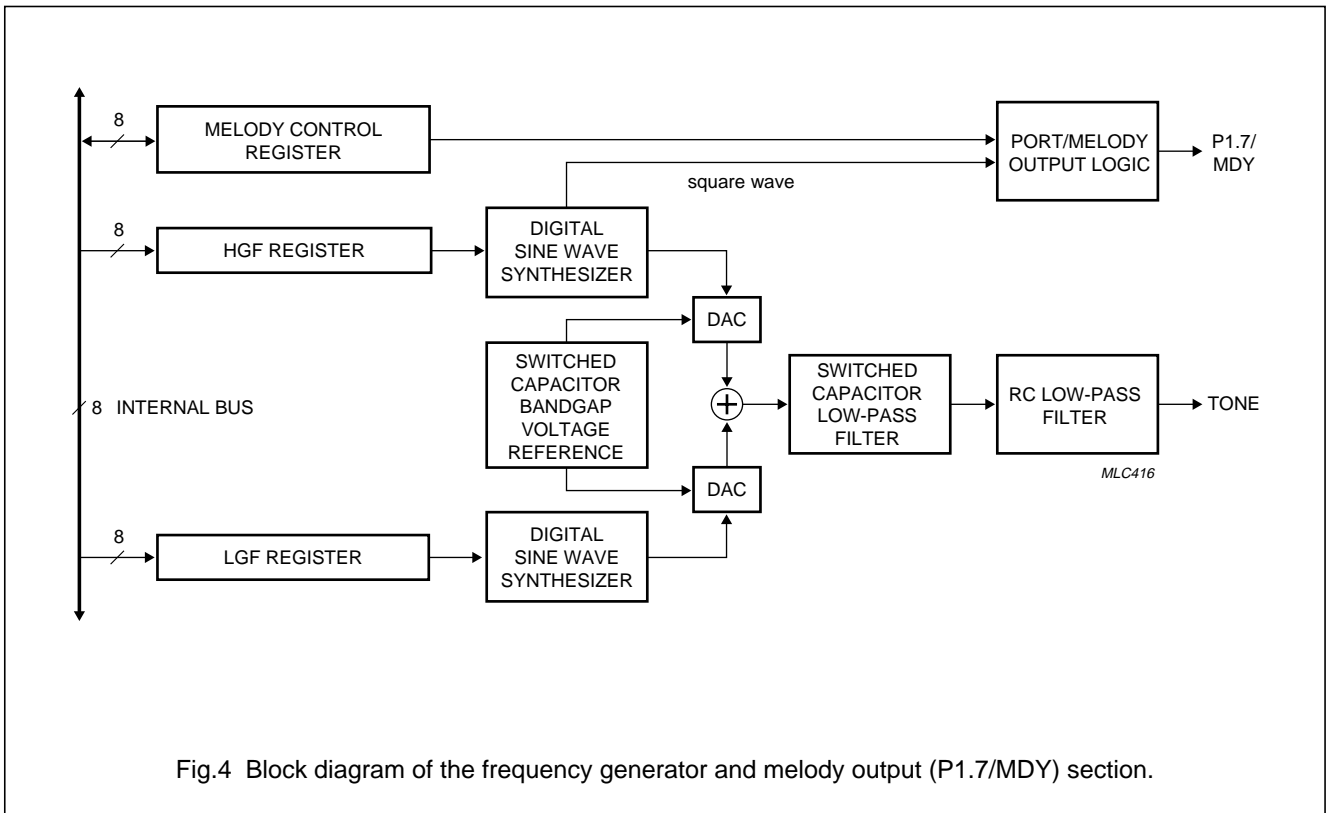 8
MELODY CONTROL
REGISTER
PORT/MELODY
OUTPUT LOGIC
P1.7/
MDY
square wave
8
HGF REGISTER
DIGITAL
SINE WAVE
SYNTHESIZER
DAC
SWITCHED
CAPACITOR
BANDGAP
VOLTAGE
REFERENCE
8 INTERNAL BUS
+
SWITCHED
CAPACITOR
LOW-PASS
FILTER
RC LOW-PASS
FILTER
TONE
MLC416
DAC
8
LGF REGISTER
DIGITAL
SINE WAVE
SYNTHESIZER
Fig.4 Block diagram of the frequency generator and melody output (P1.7/MDY) section.